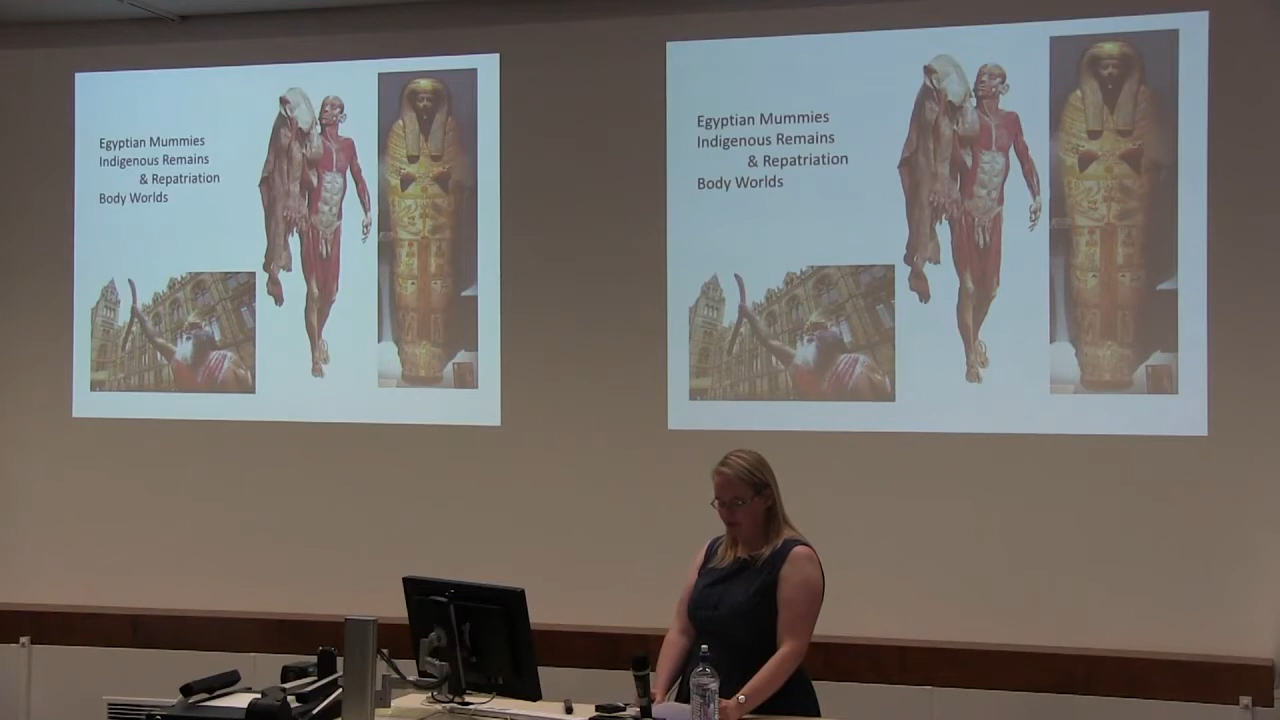 Egyptian Mummies
Indigenous Remains
& Repatriation
Body Worlds
Egyptian Mummies
Indigenous Remains
& Repatriation
Body Worlds